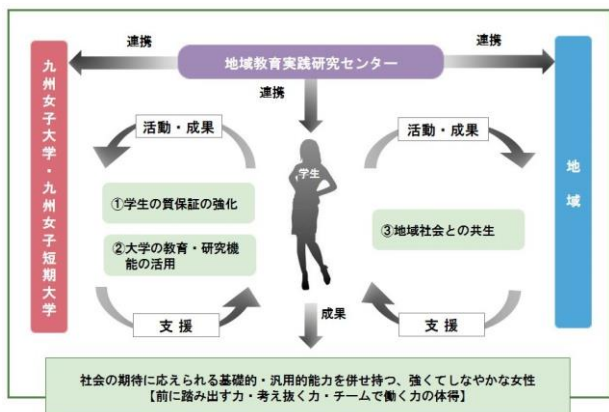 連携
連携
地域教育実践研究センター
連携
九州女子大学・九州女子短期大学
地域
活動・成果
活動・成果
学生
①学生の質保証の強化
②大学の教育・研究機
能の活用
③地域社会との共生
支援
支援
成果
社会の期待に応えられる基礎的・汎用的能力を併せ持つ、強くてしなやかな女性
【前に踏み出す力・考え抜く力・チームで働く力の体得】